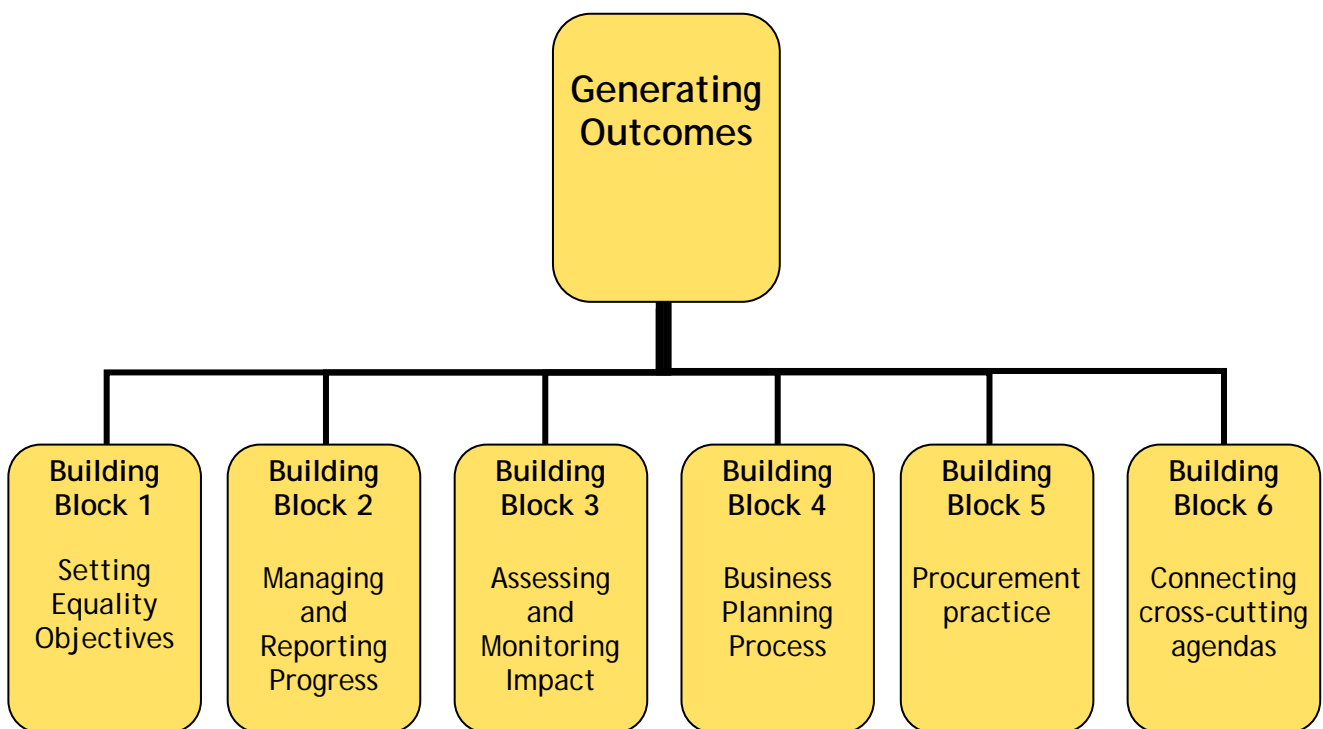 Generating
Outcomes
Building
Block 1
Setting
Equality
Objectives
Building
Block 2
Managing
and
Reporting
Progress
Building
Block 3
Assessing
and
Monitoring
Impact
Building
Block 4
Business
Planning
Process
Building
Block 5
Procurement
practice
Building
Block 6
Connecting
cross-cutting
agendas